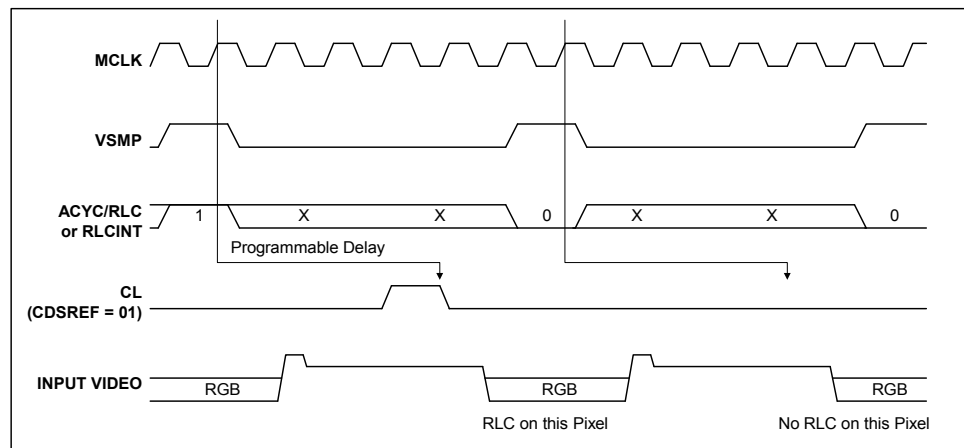 MCLK
VSMP
ACYC/RLC
or RLCINT
1 X X 0 X X 0
Programmable Delay
CL
(CDSREF = 01)
INPUT VIDEO
RGB RGB RGB
RLC on this Pixel No RLC on this Pixel